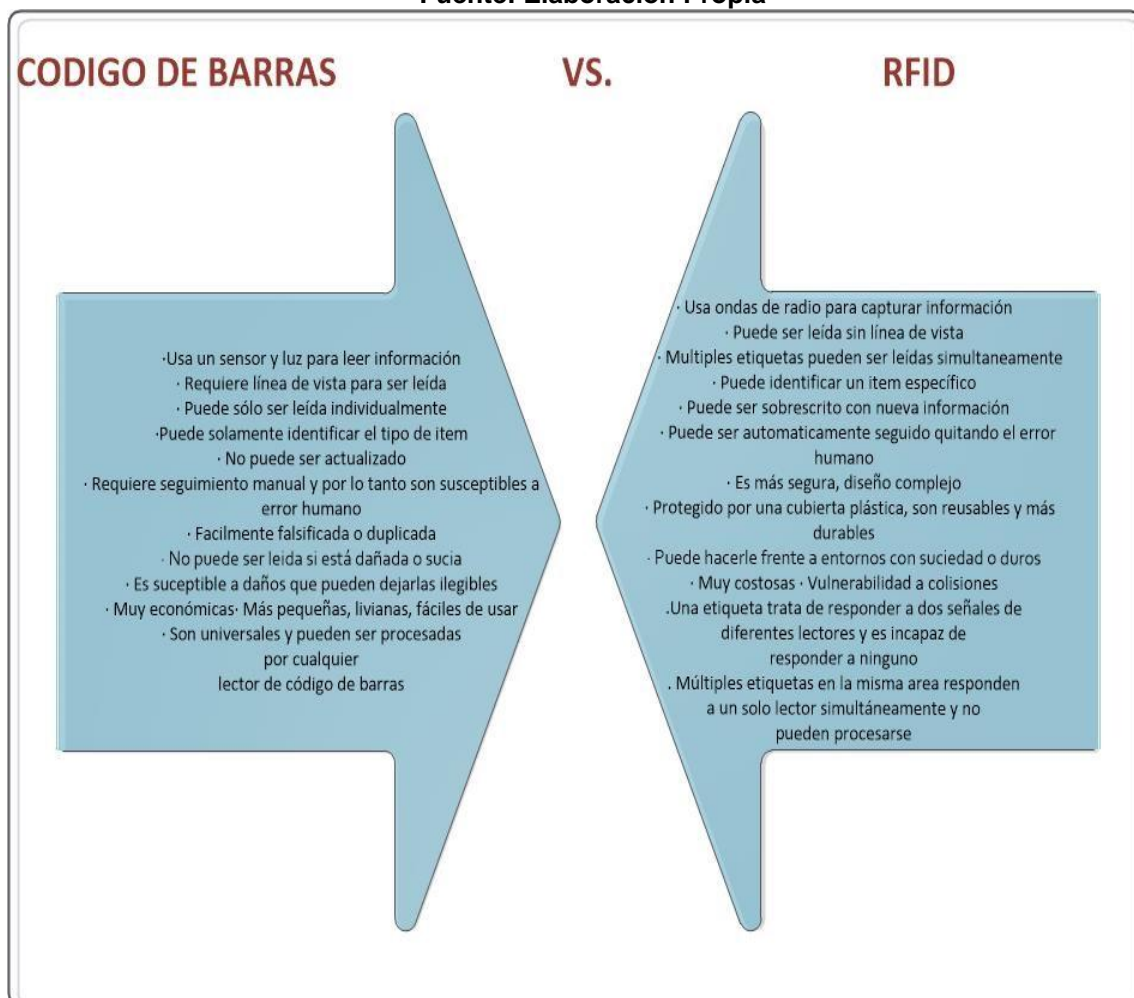 Fuente: Elaboración Propia
CODIGO DE BARRAS VS. RFID
·Usa un sensor y luz para leer información
· Requiere línea de vista para ser leída
· Puede sólo ser leída individualmente
·Puede solamente identificar el tipo de item
· No puede ser actualizado
· Requiere seguimiento manual y por lo tanto son susceptibles a
error humano
· Facilmente falsificada o duplicada
· No puede ser leida si está dañada o sucia
· Es suceptible a daños que pueden dejarlas ilegibles
· Muy económicas· Más pequeñas, livianas, fáciles de usar
· Son universales y pueden ser procesadas
por cualquier
lector de código de barras
· Usa ondas de radio para capturar información
· Puede ser leída sin línea de vista
· Multiples etiquetas pueden ser leídas simultaneamente
· Puede identificar un item específico
· Puede ser sobrescrito con nueva información
· Puede ser automaticamente seguido quitando el error
humano
· Es más segura, diseño complejo
· Protegido por una cubierta plástica, son reusables y más
durables
· Puede hacerle frente a entornos con suciedad o duros
· Muy costosas · Vulnerabilidad a colisiones
.Una etiqueta trata de responder a dos señales de
diferentes lectores y es incapaz de
responder a ninguno
. Múltiples etiquetas en la misma area responden
a un solo lector simultáneamente y no
pueden procesarse